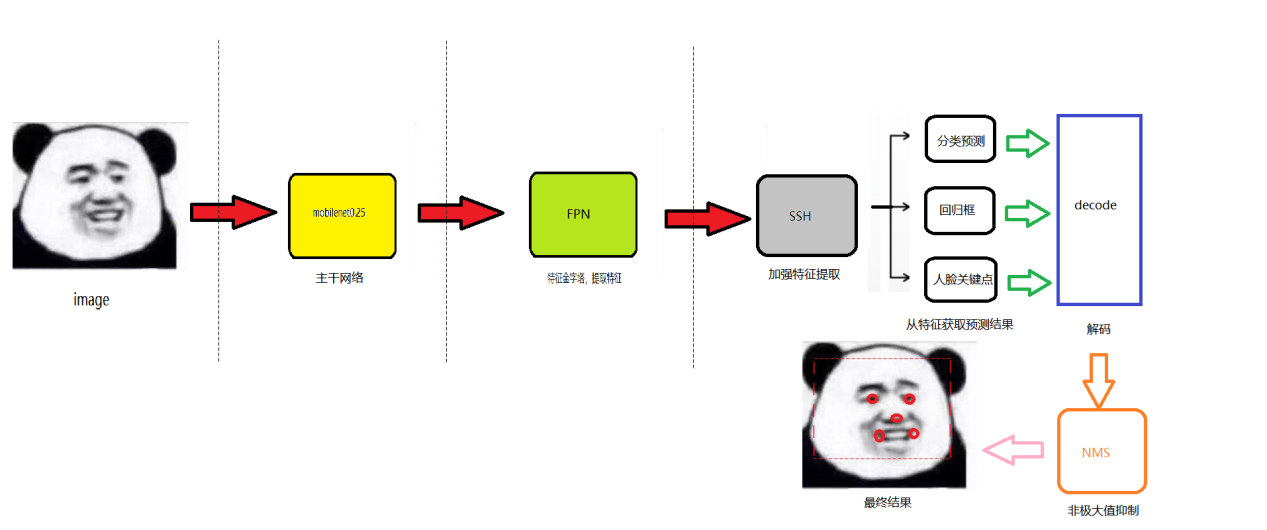 image
mobilenet0.25
主干网络
FPN
特征金字塔，提取特征
SSH
加强特征提取
分类预测
回归框
人脸关键点
从特征获取预测结果
decode
解码
NMS
非极大值抑制
最终结果